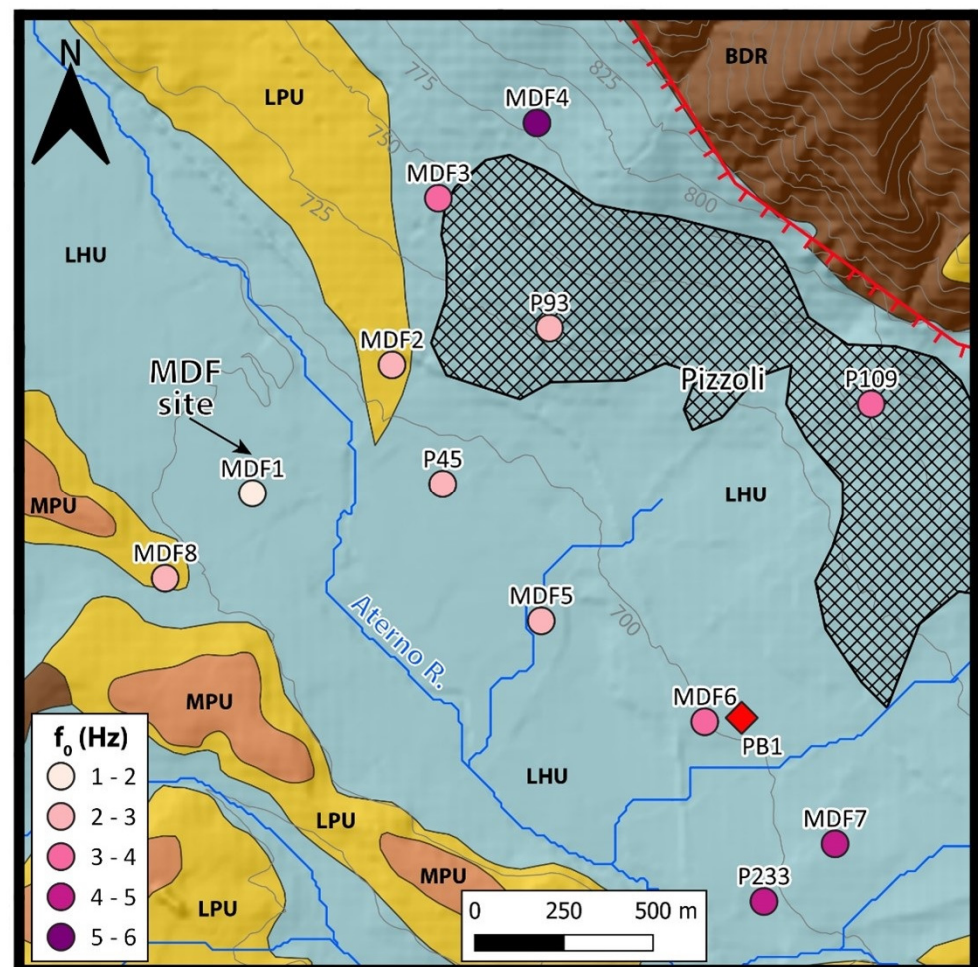 N
LPU
775
825
BDR
MDF4
750
MDF3
725
800
LHU
P93
MDF2
MDF
site
Pizzoli
P109
MDF1
P45
LHU
MPU
MDF8
MDF5
700
Aterno R.
MPU
MDF6
PB1
LHU
f₀ (Hz)
1 - 2
2 - 3
3 - 4
4 - 5
5 - 6
LPU
MDF7
MPU
P233
LPU
0 250 500 m